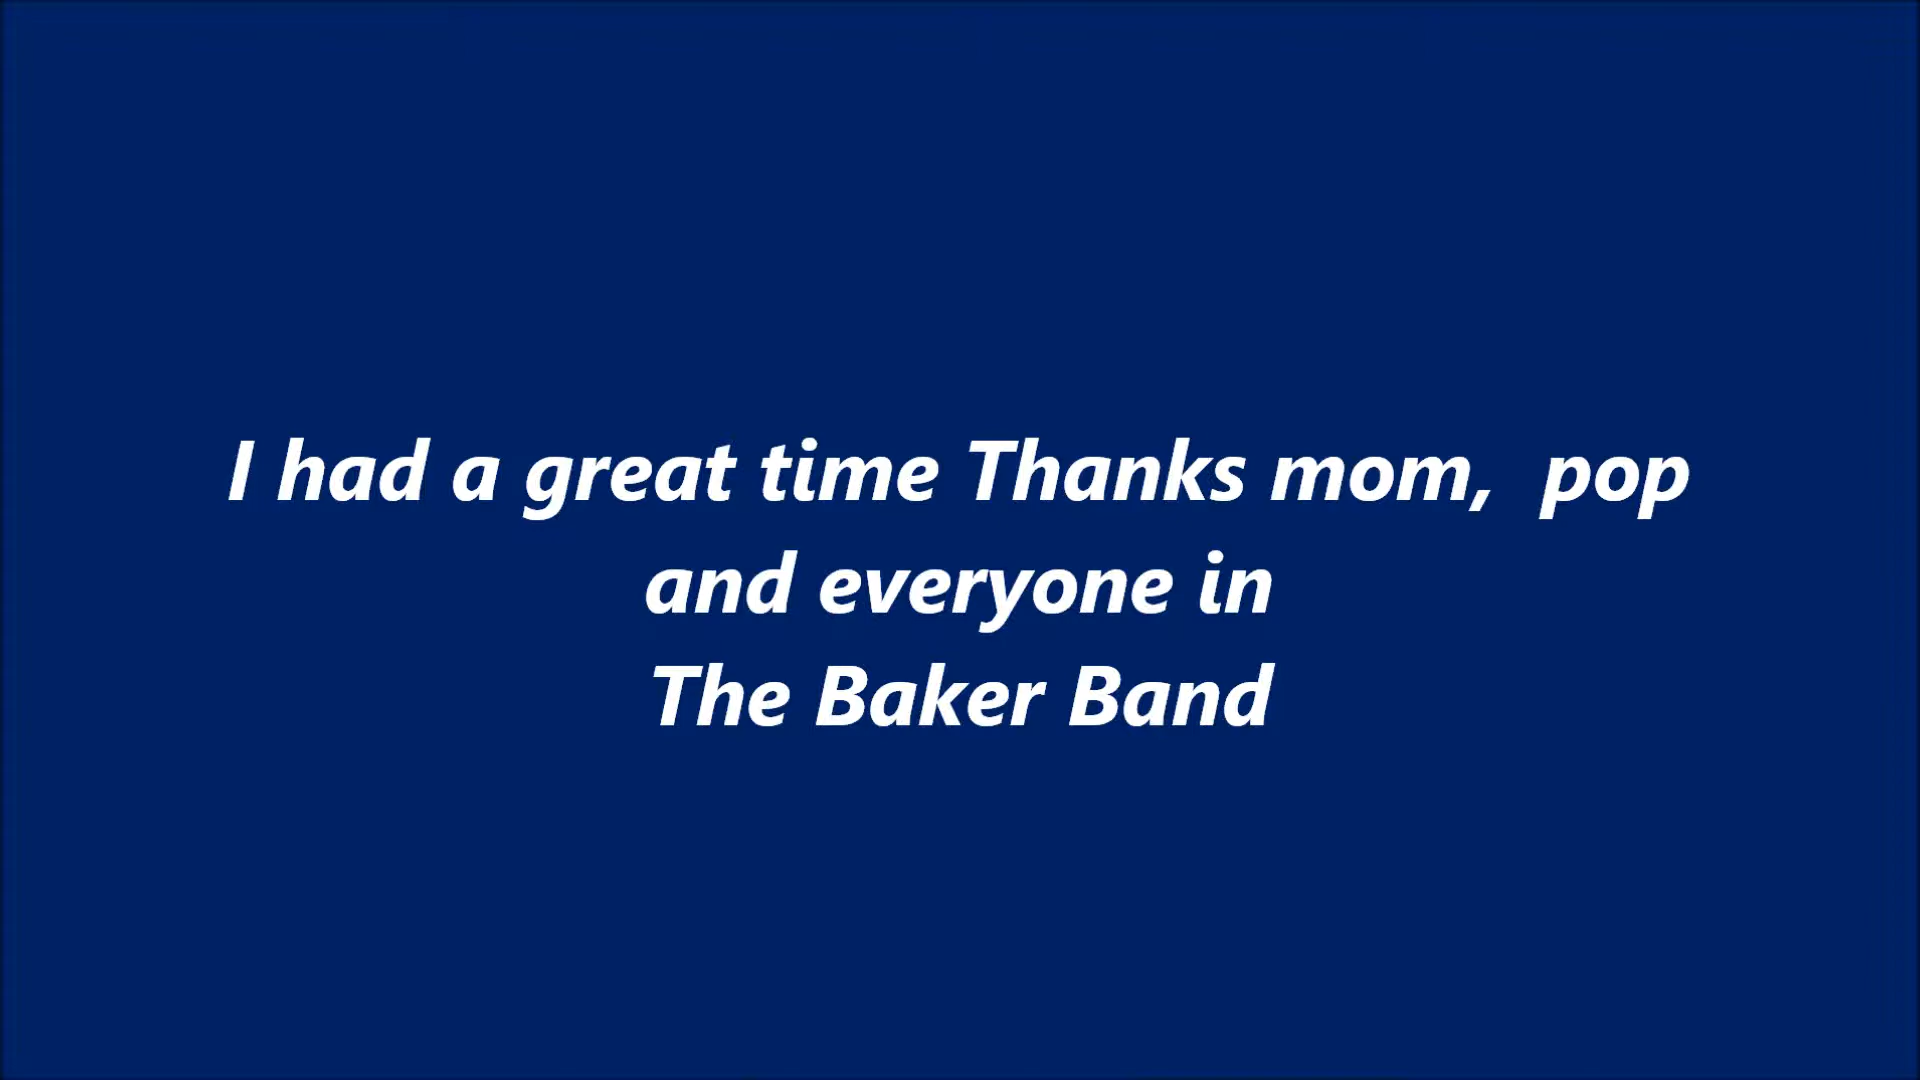 I had a great time Thanks mom,  pop
and everyone in
The Baker Band